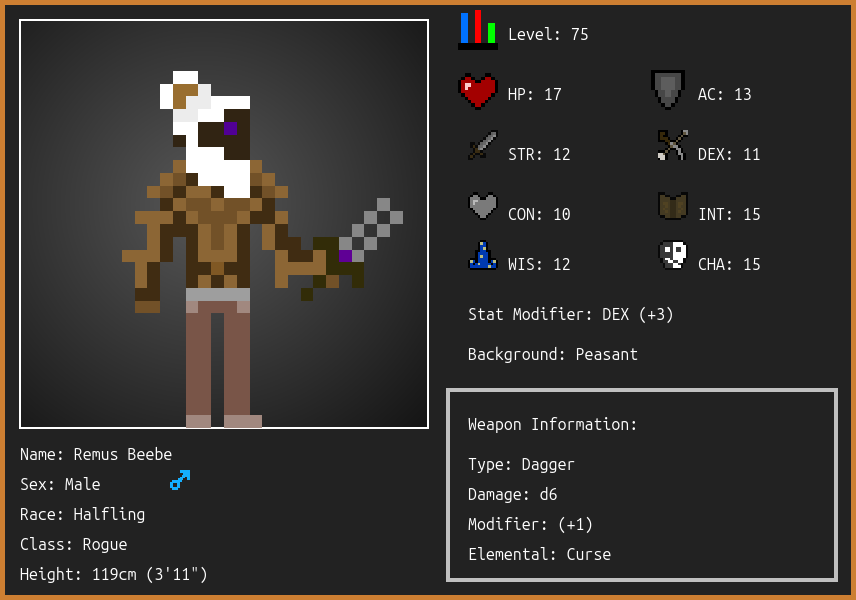 Level: 75
HP: 17
AC: 13
STR: 12
DEX: 11
CON: 10
INT: 15
WIS: 12
CHA: 15
Stat Modifier: DEX (+3)
Background: Peasant
Weapon Information:
Type: Dagger
Damage: d6
Modifier: (+1)
Elemental: Curse
Name: Remus Beebe
Sex: Male
Race: Halfling
Class: Rogue
Height: 119cm (3'11")